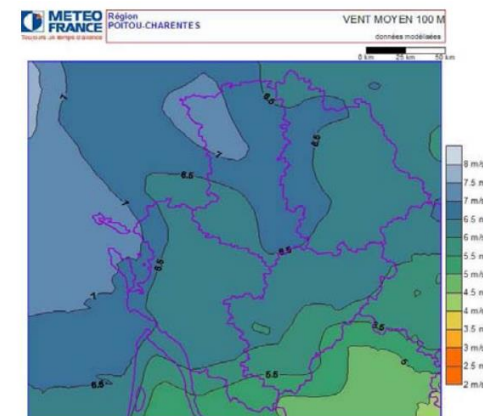 METEO
FRANCE
Toujours un temps d'avance
Région
POITOU-CHARENTES
VENT MOYEN 100 M
données modélisées
0 km 25 km 50 km
7
6.5
7
6.5
7
6.5
6.5
7
5.5
5.5
5
6.5
5.5
8 m/s
7.5 m/s
7 m/s
6.5 m/s
6 m/s
5.5 m/s
5 m/s
4.5 m/s
4 m/s
3.5 m/s
3 m/s
2.5 m/s
2 m/s